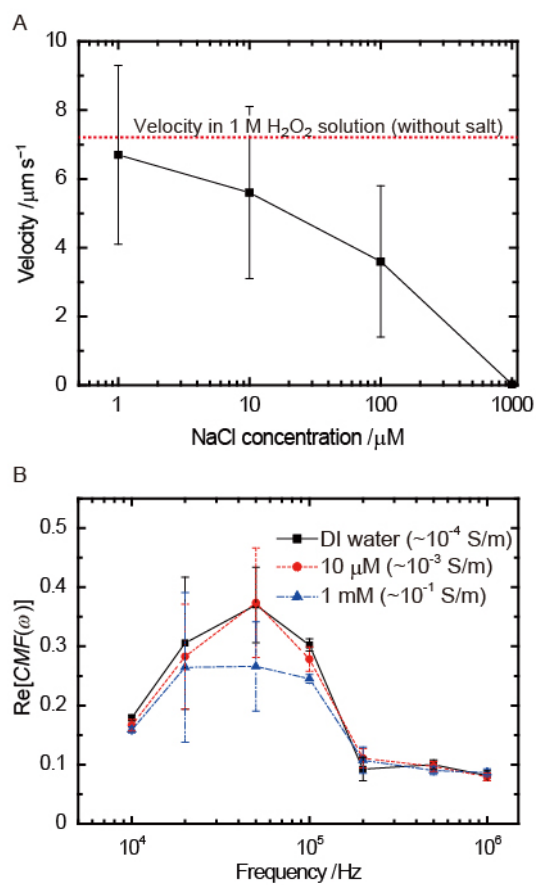 A
10
8
6
4
2
0
Velocity /μm s⁻¹
Velocity in 1 M H₂O₂ solution (without salt)
1
10
100
1000
NaCl concentration /μM
B
0.5
0.4
0.3
0.2
0.1
0
Re[CMF(ω)]
DI water (~10⁻⁴ S/m)
10 μM (~10⁻³ S/m)
1 mM (~10⁻¹ S/m)
10⁴
10⁵
10⁶
Frequency /Hz